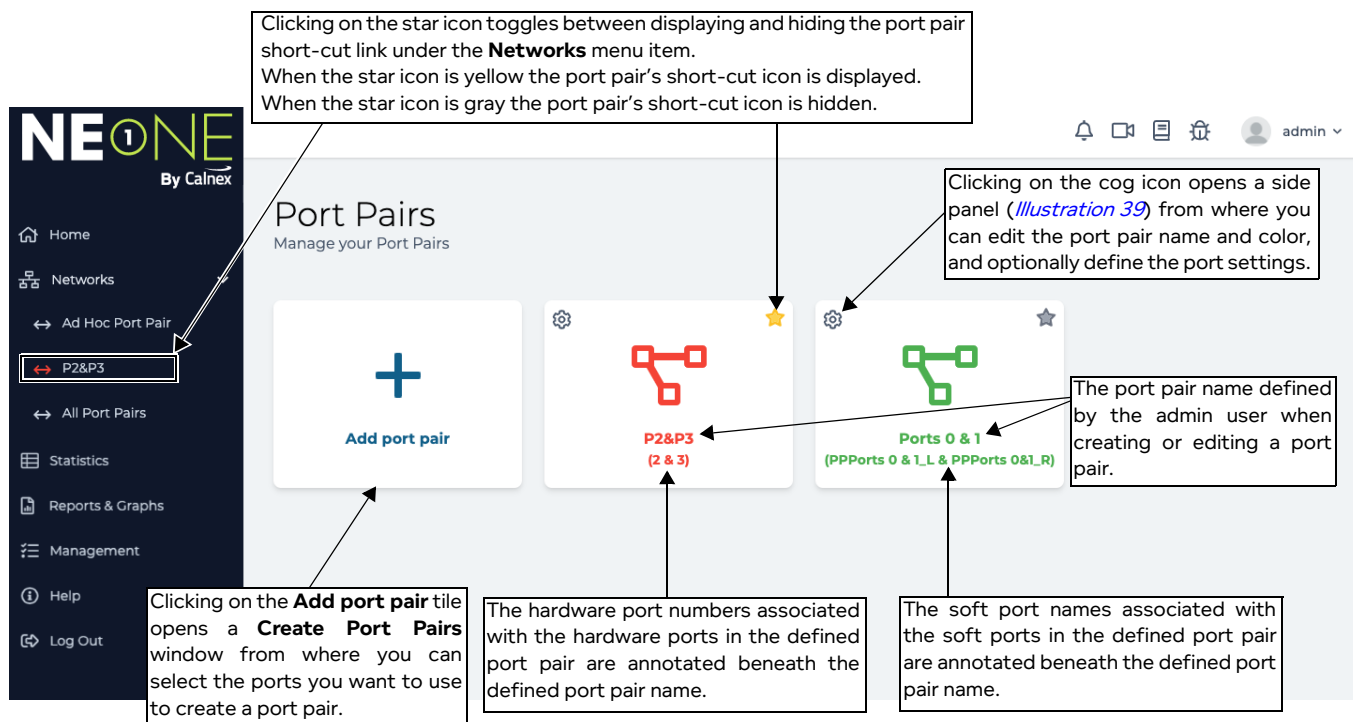 Clicking on the star icon toggles between displaying and hiding the port pair
short-cut link under the Networks menu item.
When the star icon is yellow the port pair's short-cut icon is displayed.
When the star icon is gray the port pair's short-cut icon is hidden.
NE1NE
By Calnex
admin
Home
Networks
Ad Hoc Port Pair
P2&P3
All Port Pairs
Statistics
Reports & Graphs
Management
Help
Log Out
Port Pairs
Manage your Port Pairs
Clicking on the cog icon opens a side
panel (Illustration 39) from where you
can edit the port pair name and color,
and optionally define the port settings.
Add port pair
P2&P3
(2 & 3)
Ports 0 & 1
(PPPorts 0 & 1_L & PPPorts 0&1_R)
The port pair name defined
by the admin user when
creating or editing a port
pair.
Clicking on the Add port pair tile
opens a Create Port Pairs
window from where you can
select the ports you want to use
to create a port pair.
The hardware port numbers associated
with the hardware ports in the defined
port pair are annotated beneath the
defined port pair name.
The soft port names associated with
the soft ports in the defined port pair
are annotated beneath the defined port
pair name.